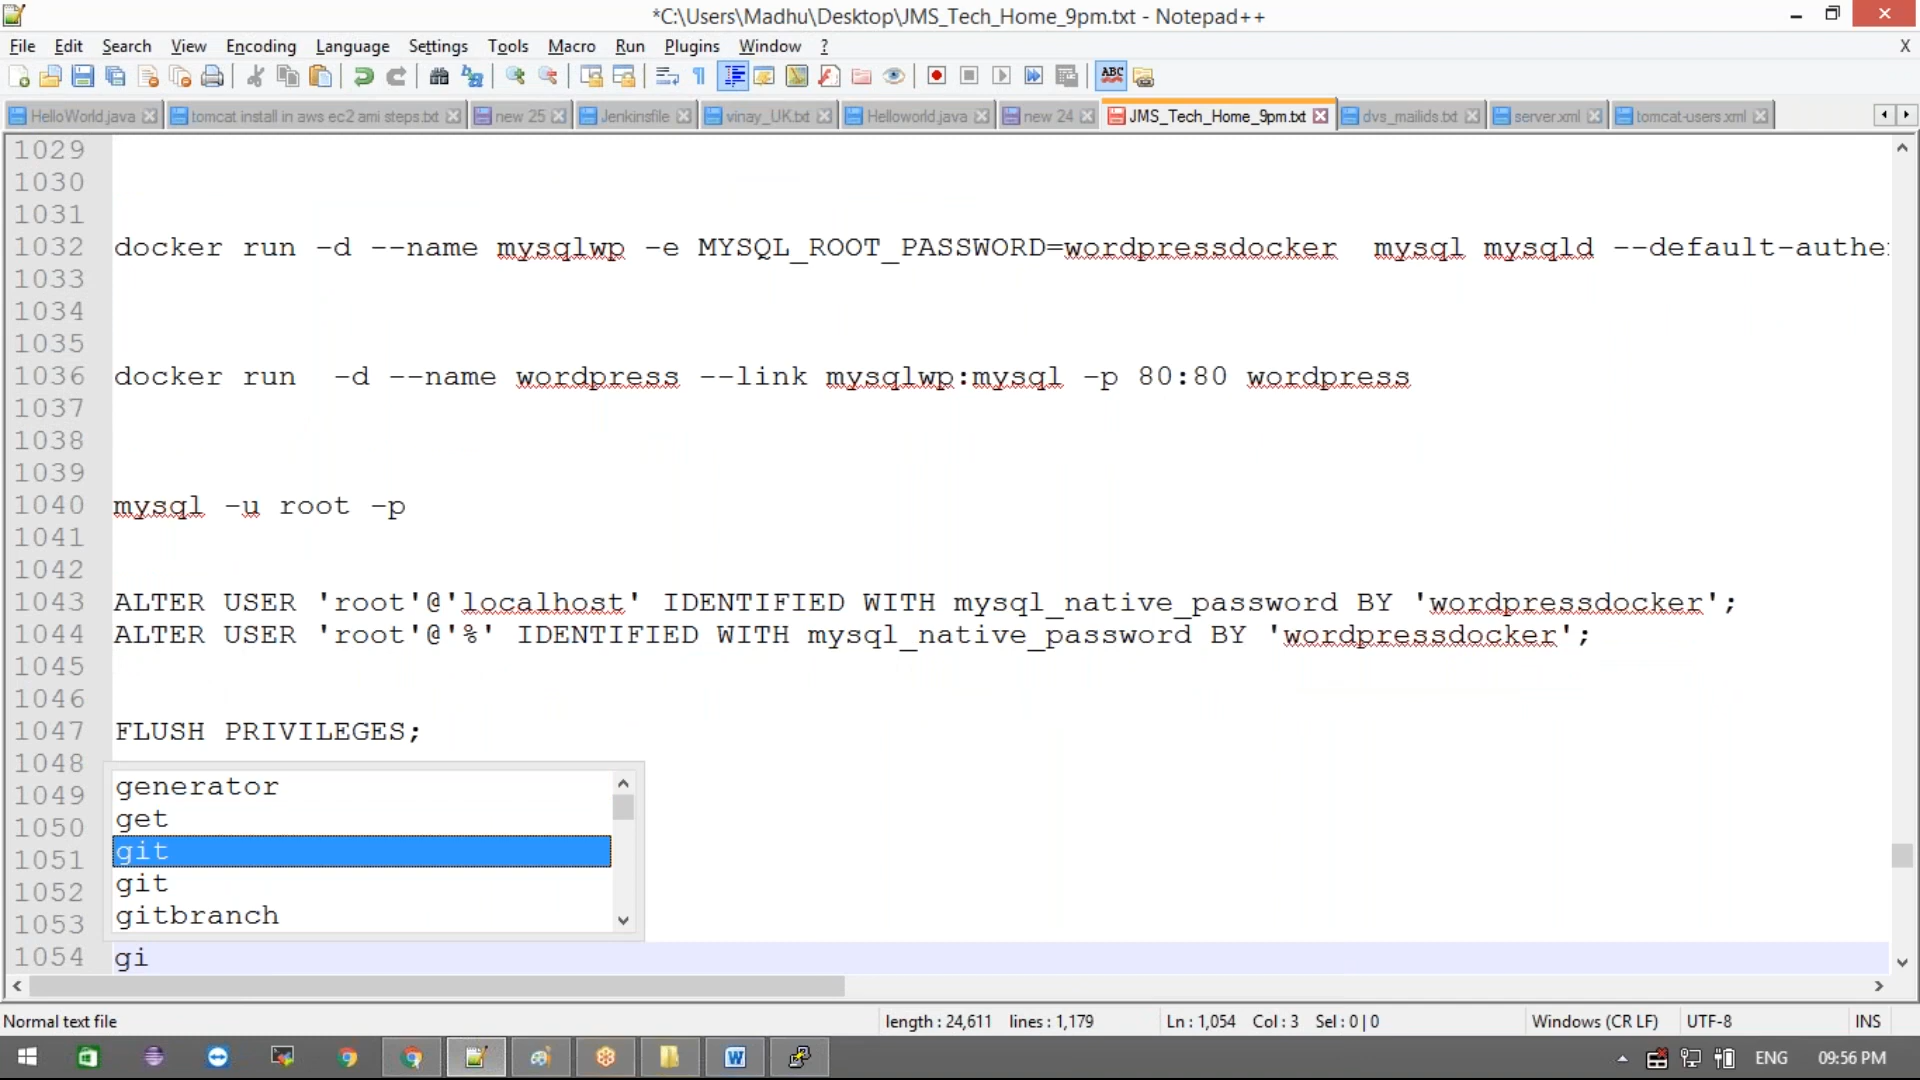 *C:\Users\Madhu\Desktop\JMS_Tech_Home_9pm.txt - Notepad++
File Edit Search View Encoding Language Settings Tools Macro Run Plugins Window ? X
ABC
HelloWorld.java tomcat install in aws ec2 ami steps.txt new 25 Jenkinsfile vinay_UK.txt Helloworld.java new 24 JMS_Tech_Home_9pm.txt dvs_mailids.txt server.xml tomcat-users.xml
1029
1030
1031
1032 docker run -d --name mysqlwp -e MYSQL_ROOT_PASSWORD=wordpressdocker  mysql mysqld --default-authe
1033
1034
1035
1036 docker run  -d --name wordpress --link mysqlwp:mysql -p 80:80 wordpress
1037
1038
1039
1040 mysql -u root -p
1041
1042
1043 ALTER USER 'root'@'localhost' IDENTIFIED WITH mysql_native_password BY 'wordpressdocker';
1044 ALTER USER 'root'@'%' IDENTIFIED WITH mysql_native_password BY 'wordpressdocker';
1045
1046
1047 FLUSH PRIVILEGES;
1048
1049 generator
1050 get
1051 git
1052 git
1053 gitbranch
1054 gi
Normal text file length : 24,611 lines : 1,179 Ln : 1,054 Col : 3 Sel : 0 | 0 Windows (CR LF) UTF-8 INS
W ENG 09:56 PM